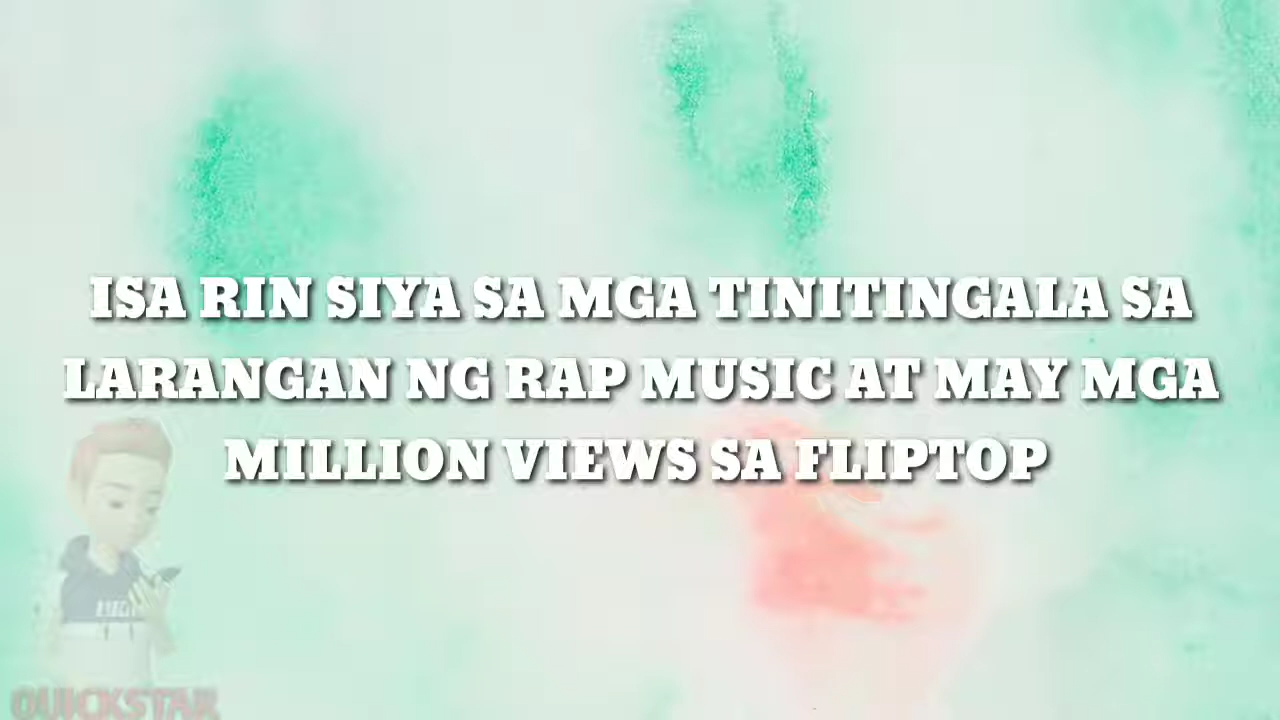 ISA RIN SIYA SA MGA TINITINGALA SA
LARANGAN NG RAP MUSIC AT MAY MGA
MILLION VIEWS SA FLIPTOP
QUICKSTAR